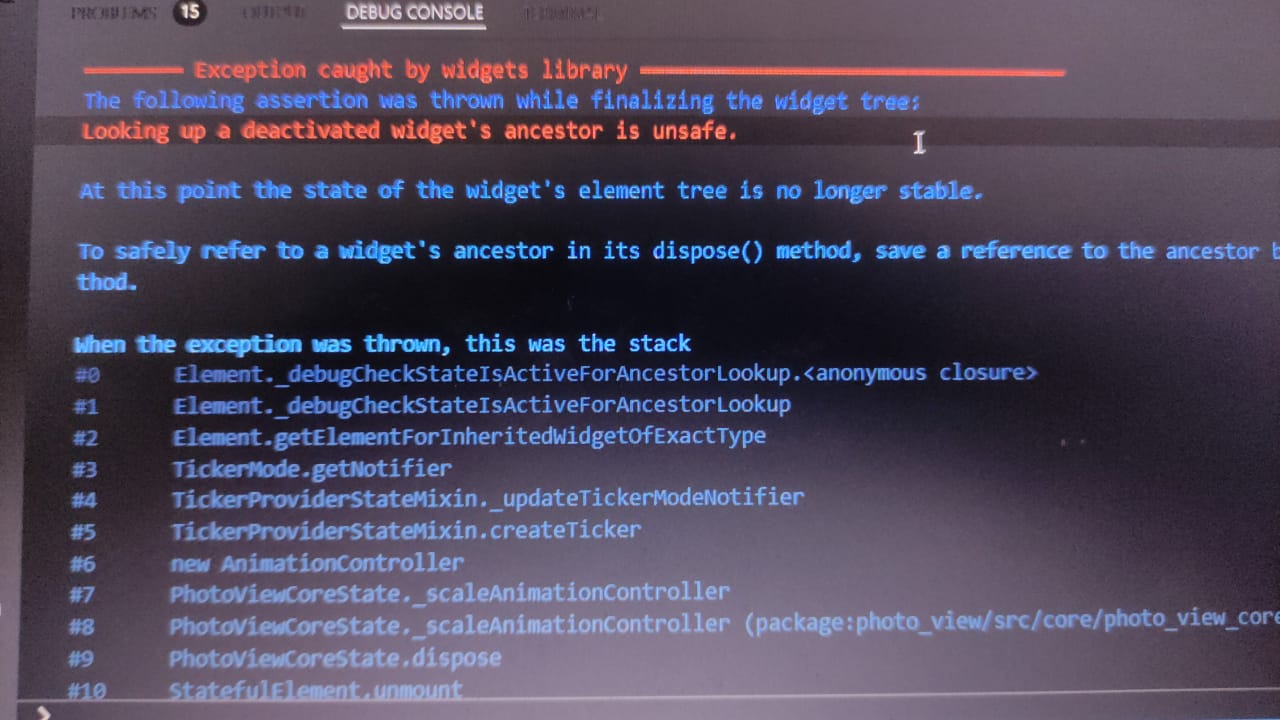 PROBLEMS 15 OUTPUT DEBUG CONSOLE TERMINAL
Exception caught by widgets library
The following assertion was thrown while finalizing the widget tree:
Looking up a deactivated widget's ancestor is unsafe.
At this point the state of the widget's element tree is no longer stable.
To safely refer to a widget's ancestor in its dispose() method, save a reference to the ancestor b
thod.
When the exception was thrown, this was the stack
#0 Element._debugCheckStateIsActiveForAncestorLookup.<anonymous closure>
#1 Element._debugCheckStateIsActiveForAncestorLookup
#2 Element.getElementForInheritedWidgetOfExactType
#3 TickerMode.getNotifier
#4 TickerProviderStateMixin._updateTickerModeNotifier
#5 TickerProviderStateMixin.createTicker
#6 new AnimationController
#7 PhotoViewCoreState._scaleAnimationController
#8 PhotoViewCoreState._scaleAnimationController (package:photo_view/src/core/photo_view_core
#9 PhotoViewCoreState.dispose
#10 StatefulElement.unmount